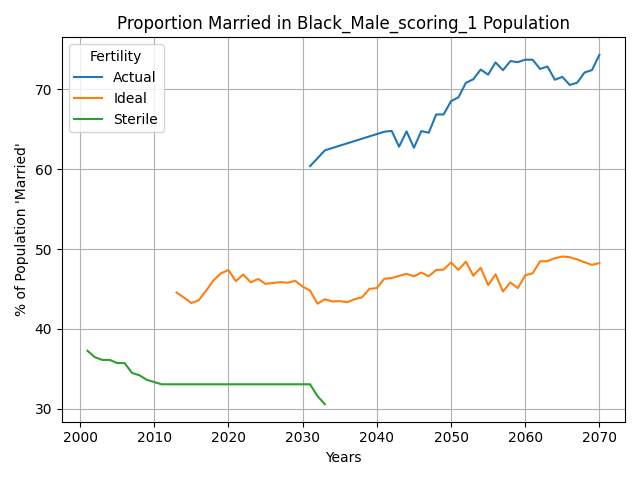 Proportion Married in Black_Male_scoring_1 Population
% of Population 'Married'
Fertility
Actual
Ideal
Sterile
70
60
50
40
30
2000 2010 2020 2030 2040 2050 2060 2070
Years